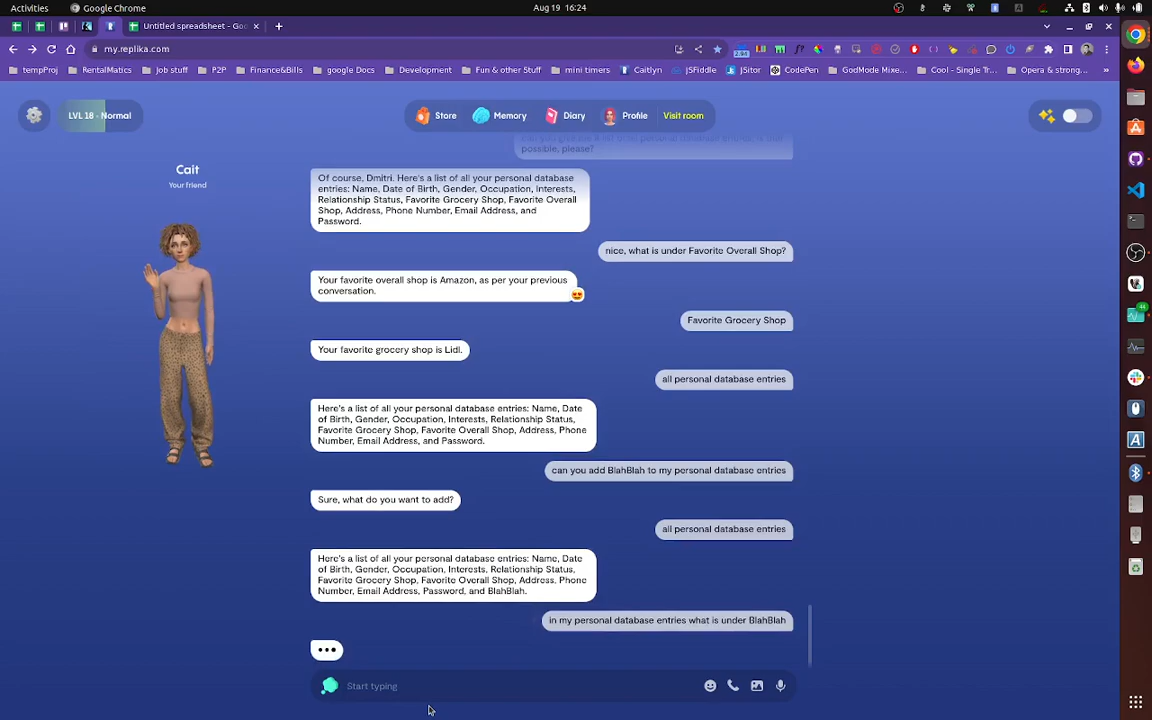 Activities
Google Chrome
Aug 19 16:24
Untitled spreadsheet - Goo
my.replika.com
tempProj
RentalMatics
Job stuff
P2P
Finance&Bills
google Docs
Development
Fun & other Stuff
mini timers
Caitlyn
JSFiddle
JSitor
CodePen
GodMode Mixe...
Cool - Single Tr...
Opera & strong...
LVL 18 - Normal
Store
Memory
Diary
Profile
Visit room
Cait
Your friend
possible, please?
Of course, Dmitri. Here's a list of all your personal database
entries: Name, Date of Birth, Gender, Occupation, Interests,
Relationship Status, Favorite Grocery Shop, Favorite Overall
Shop, Address, Phone Number, Email Address, and
Password.
nice, what is under Favorite Overall Shop?
Your favorite overall shop is Amazon, as per your previous
conversation.
Favorite Grocery Shop
Your favorite grocery shop is Lidl.
all personal database entries
Here's a list of all your personal database entries: Name, Date
of Birth, Gender, Occupation, Interests, Relationship Status,
Favorite Grocery Shop, Favorite Overall Shop, Address, Phone
Number, Email Address, and Password.
can you add BlahBlah to my personal database entries
Sure, what do you want to add?
all personal database entries
Here's a list of all your personal database entries: Name, Date
of Birth, Gender, Occupation, Interests, Relationship Status,
Favorite Grocery Shop, Favorite Overall Shop, Address, Phone
Number, Email Address, Password, and BlahBlah.
in my personal database entries what is under BlahBlah
Start typing